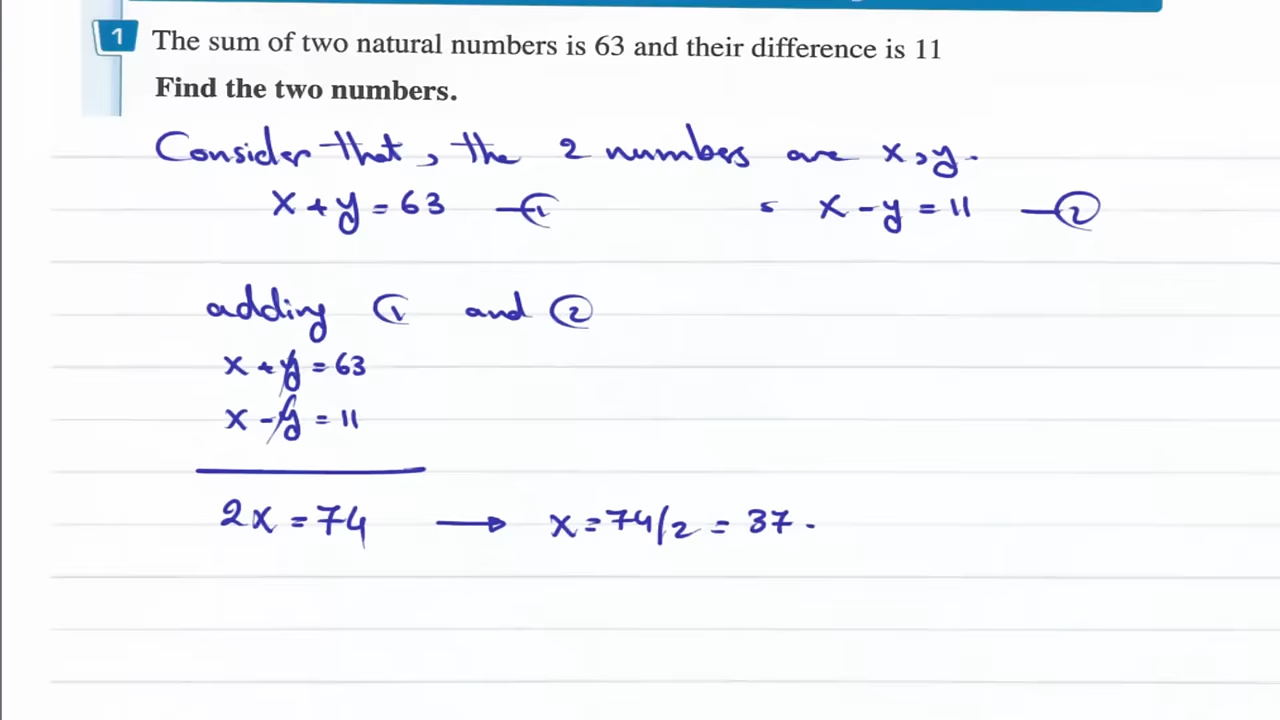 1 The sum of two natural numbers is 63 and their difference is 11
Find the two numbers.
Consider that, the 2 numbers are x, y.
x + y = 63 —① , x - y = 11 —②
adding ① and ②
x + y = 63
x - y = 11
2x = 74 → x = 74/2 = 37.